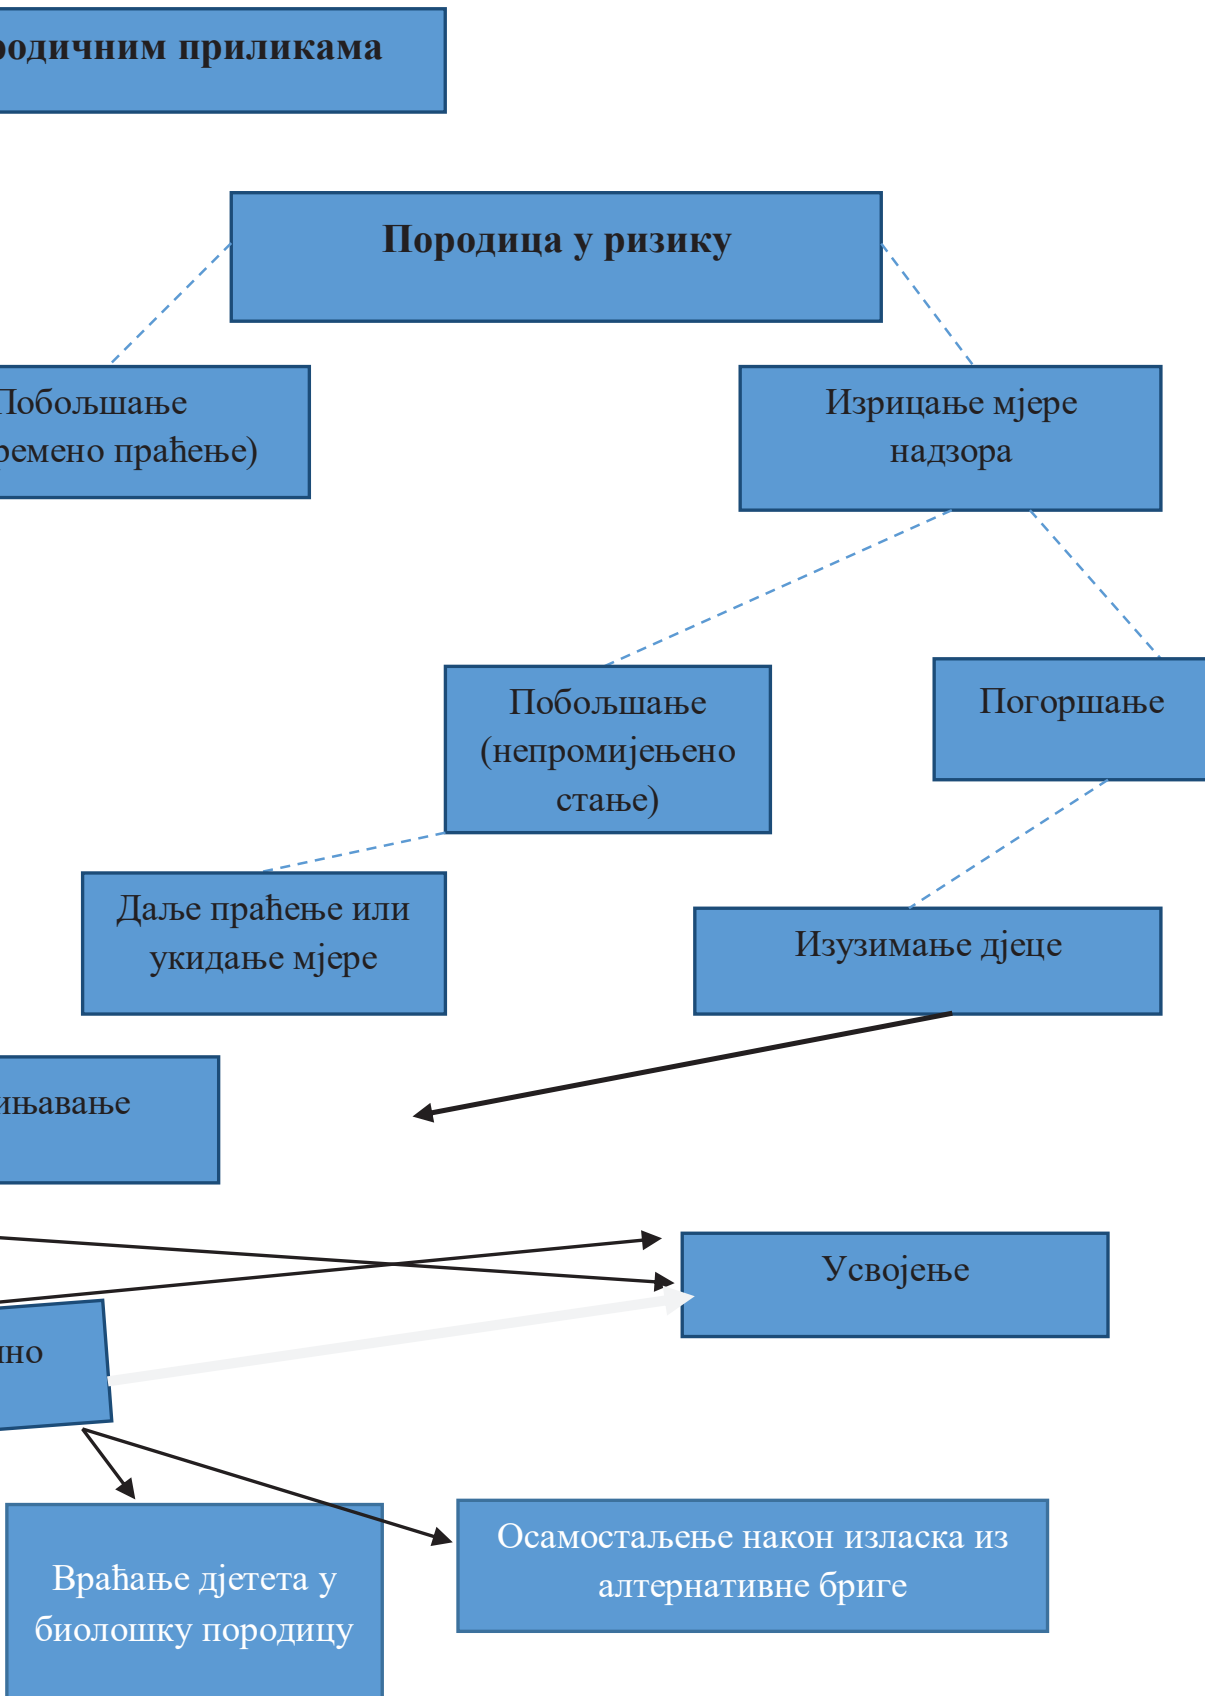 родичним приликама
Породица у ризику
Побољшање
ремено праћење)
Изрицање мјере
надзора
Побољшање
(непромијењено
стање)
Погоршање
Даље праћење или
укидање мјере
Изузимање дјеце
ињавање
Усвојење
но
Враћање дјетета у
биолошку породицу
Осамостаљење након изласка из
алтернативне бриге